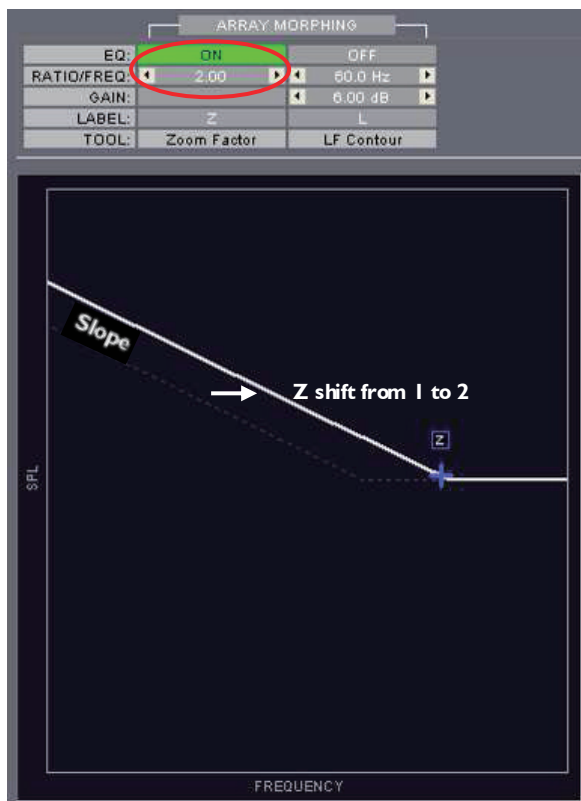 ARRAY MORPHING
EQ: ON OFF
RATIO/FREQ: 2.00 60.0 Hz
GAIN: 6.00 dB
LABEL: Z L
TOOL: Zoom Factor LF Contour
Slope
Z shift from 1 to 2
Z
SPL
FREQUENCY